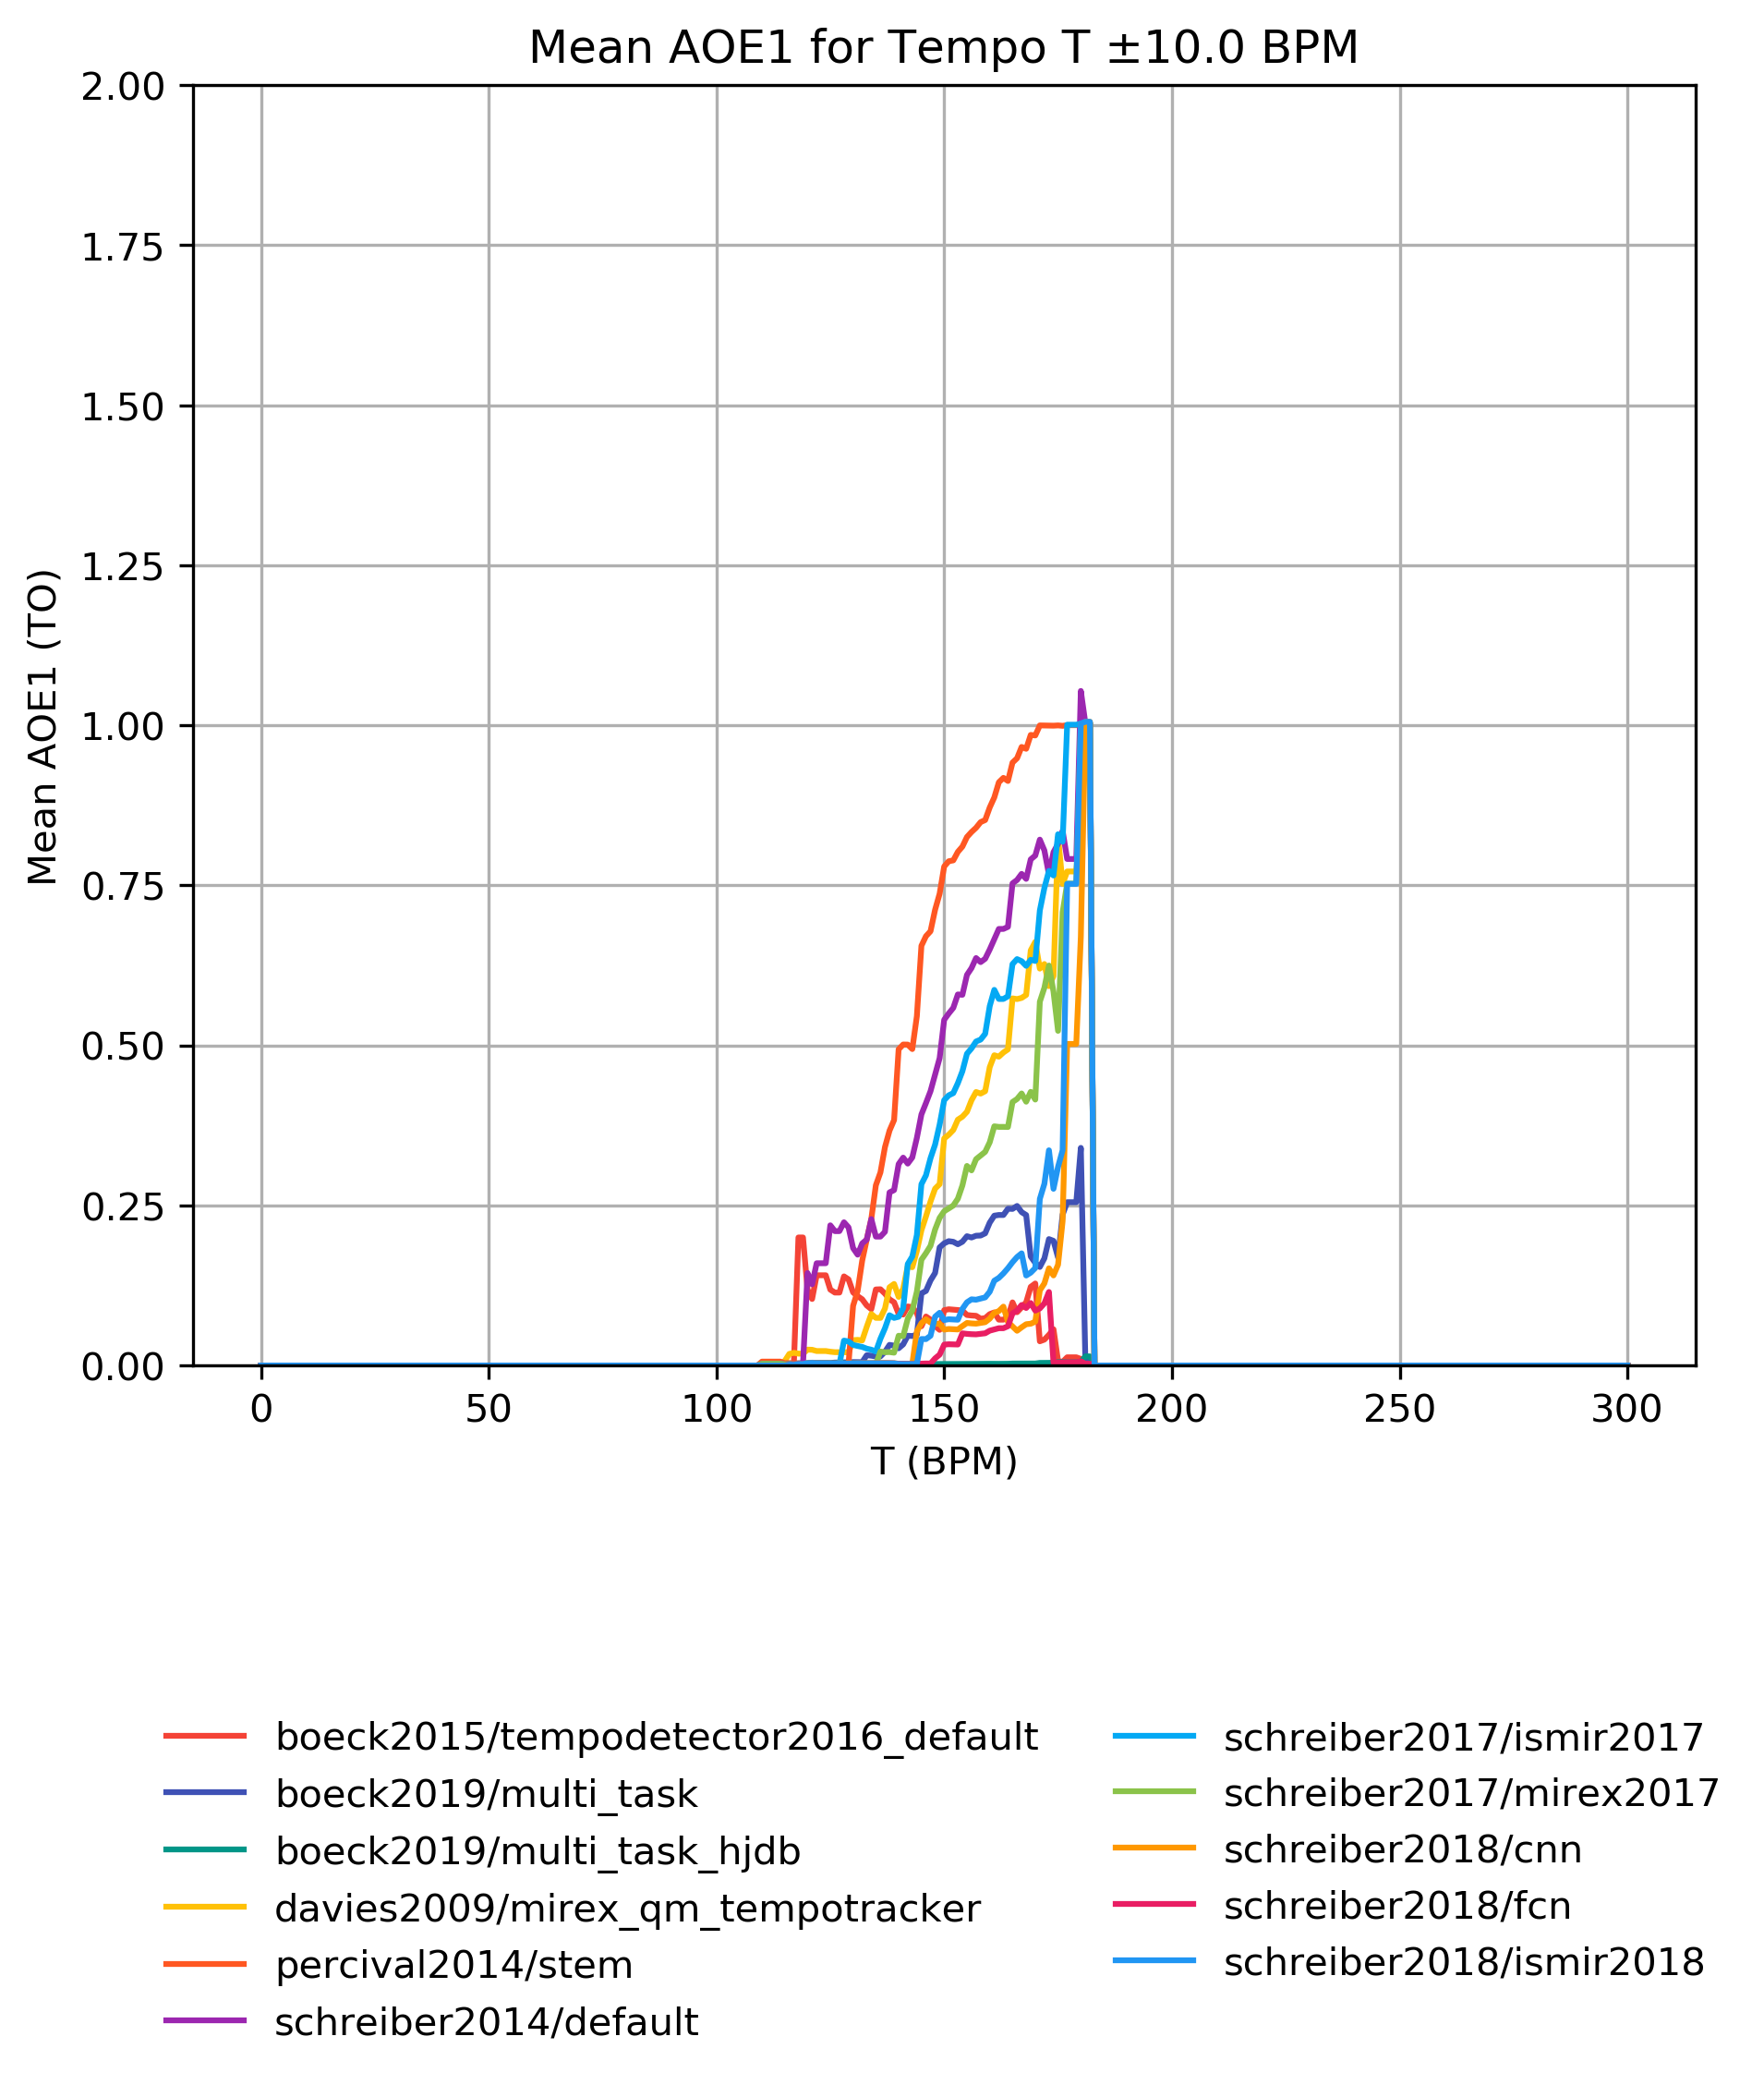 Mean AOE1 for Tempo T ±10.0 BPM
2.00
1.75
1.50
1.25
1.00
0.75
0.50
0.25
0.00
Mean AOE1 (TO)
0 50 100 150 200 250 300
T (BPM)
boeck2015/tempodetector2016_default
boeck2019/multi_task
boeck2019/multi_task_hjdb
davies2009/mirex_qm_tempotracker
percival2014/stem
schreiber2014/default
schreiber2017/ismir2017
schreiber2017/mirex2017
schreiber2018/cnn
schreiber2018/fcn
schreiber2018/ismir2018